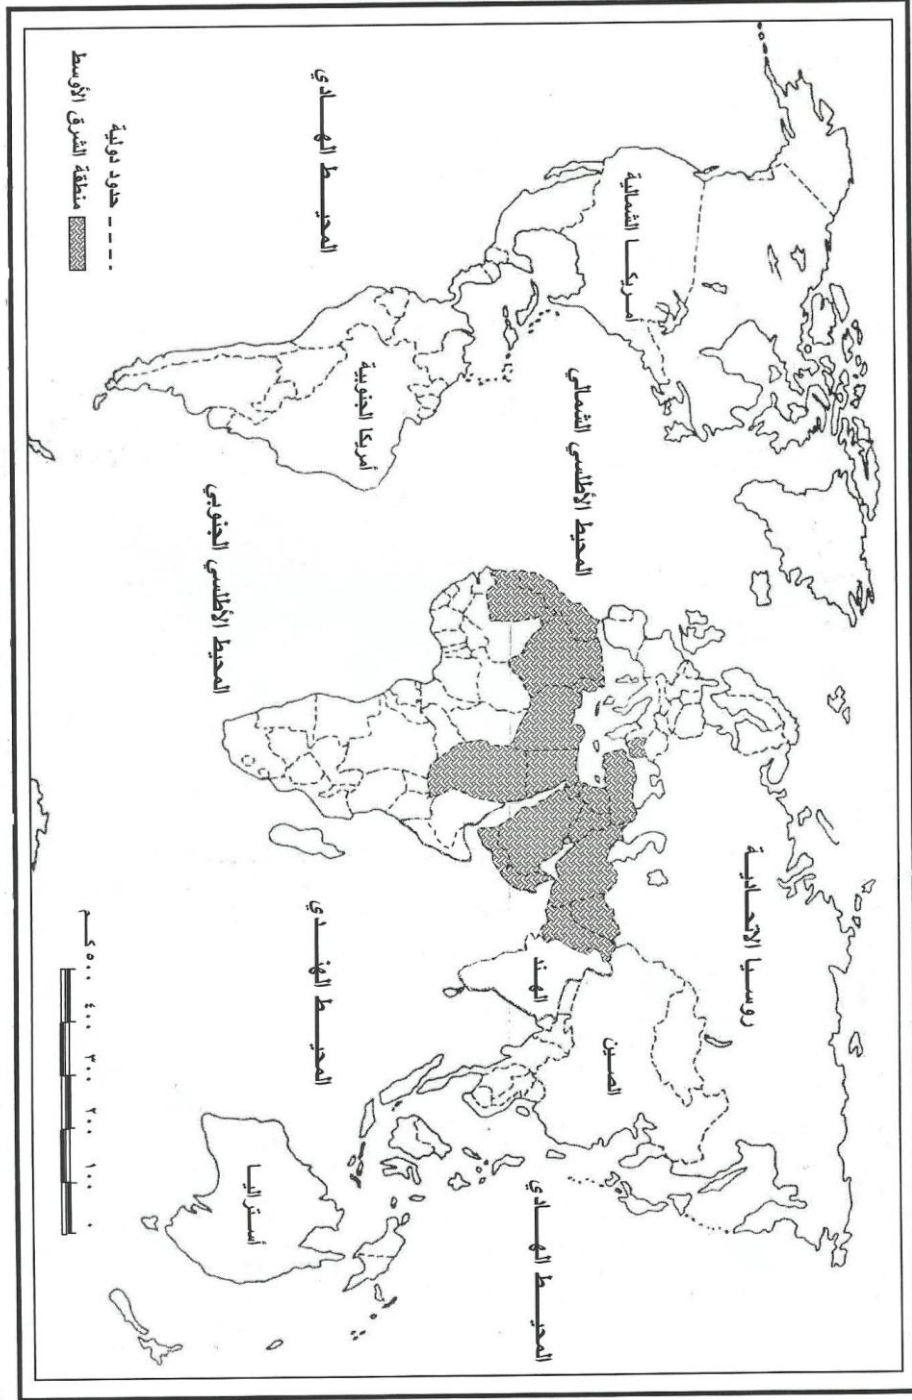 أمريكا الشمالية
روسيا الاتحادية
المحيط الأطلسي الشمالي
الصين
الهند
المحيط الهادي
المحيط الهادي
أمريكا الجنوبية
المحيط الهندي
المحيط الأطلسي الجنوبي
أستراليا
حدود دولية
منطقة الشرق الأوسط
٥٠٠ ٤٠٠ ٣٠٠ ٢٠٠ ١٠٠ ٠
كم